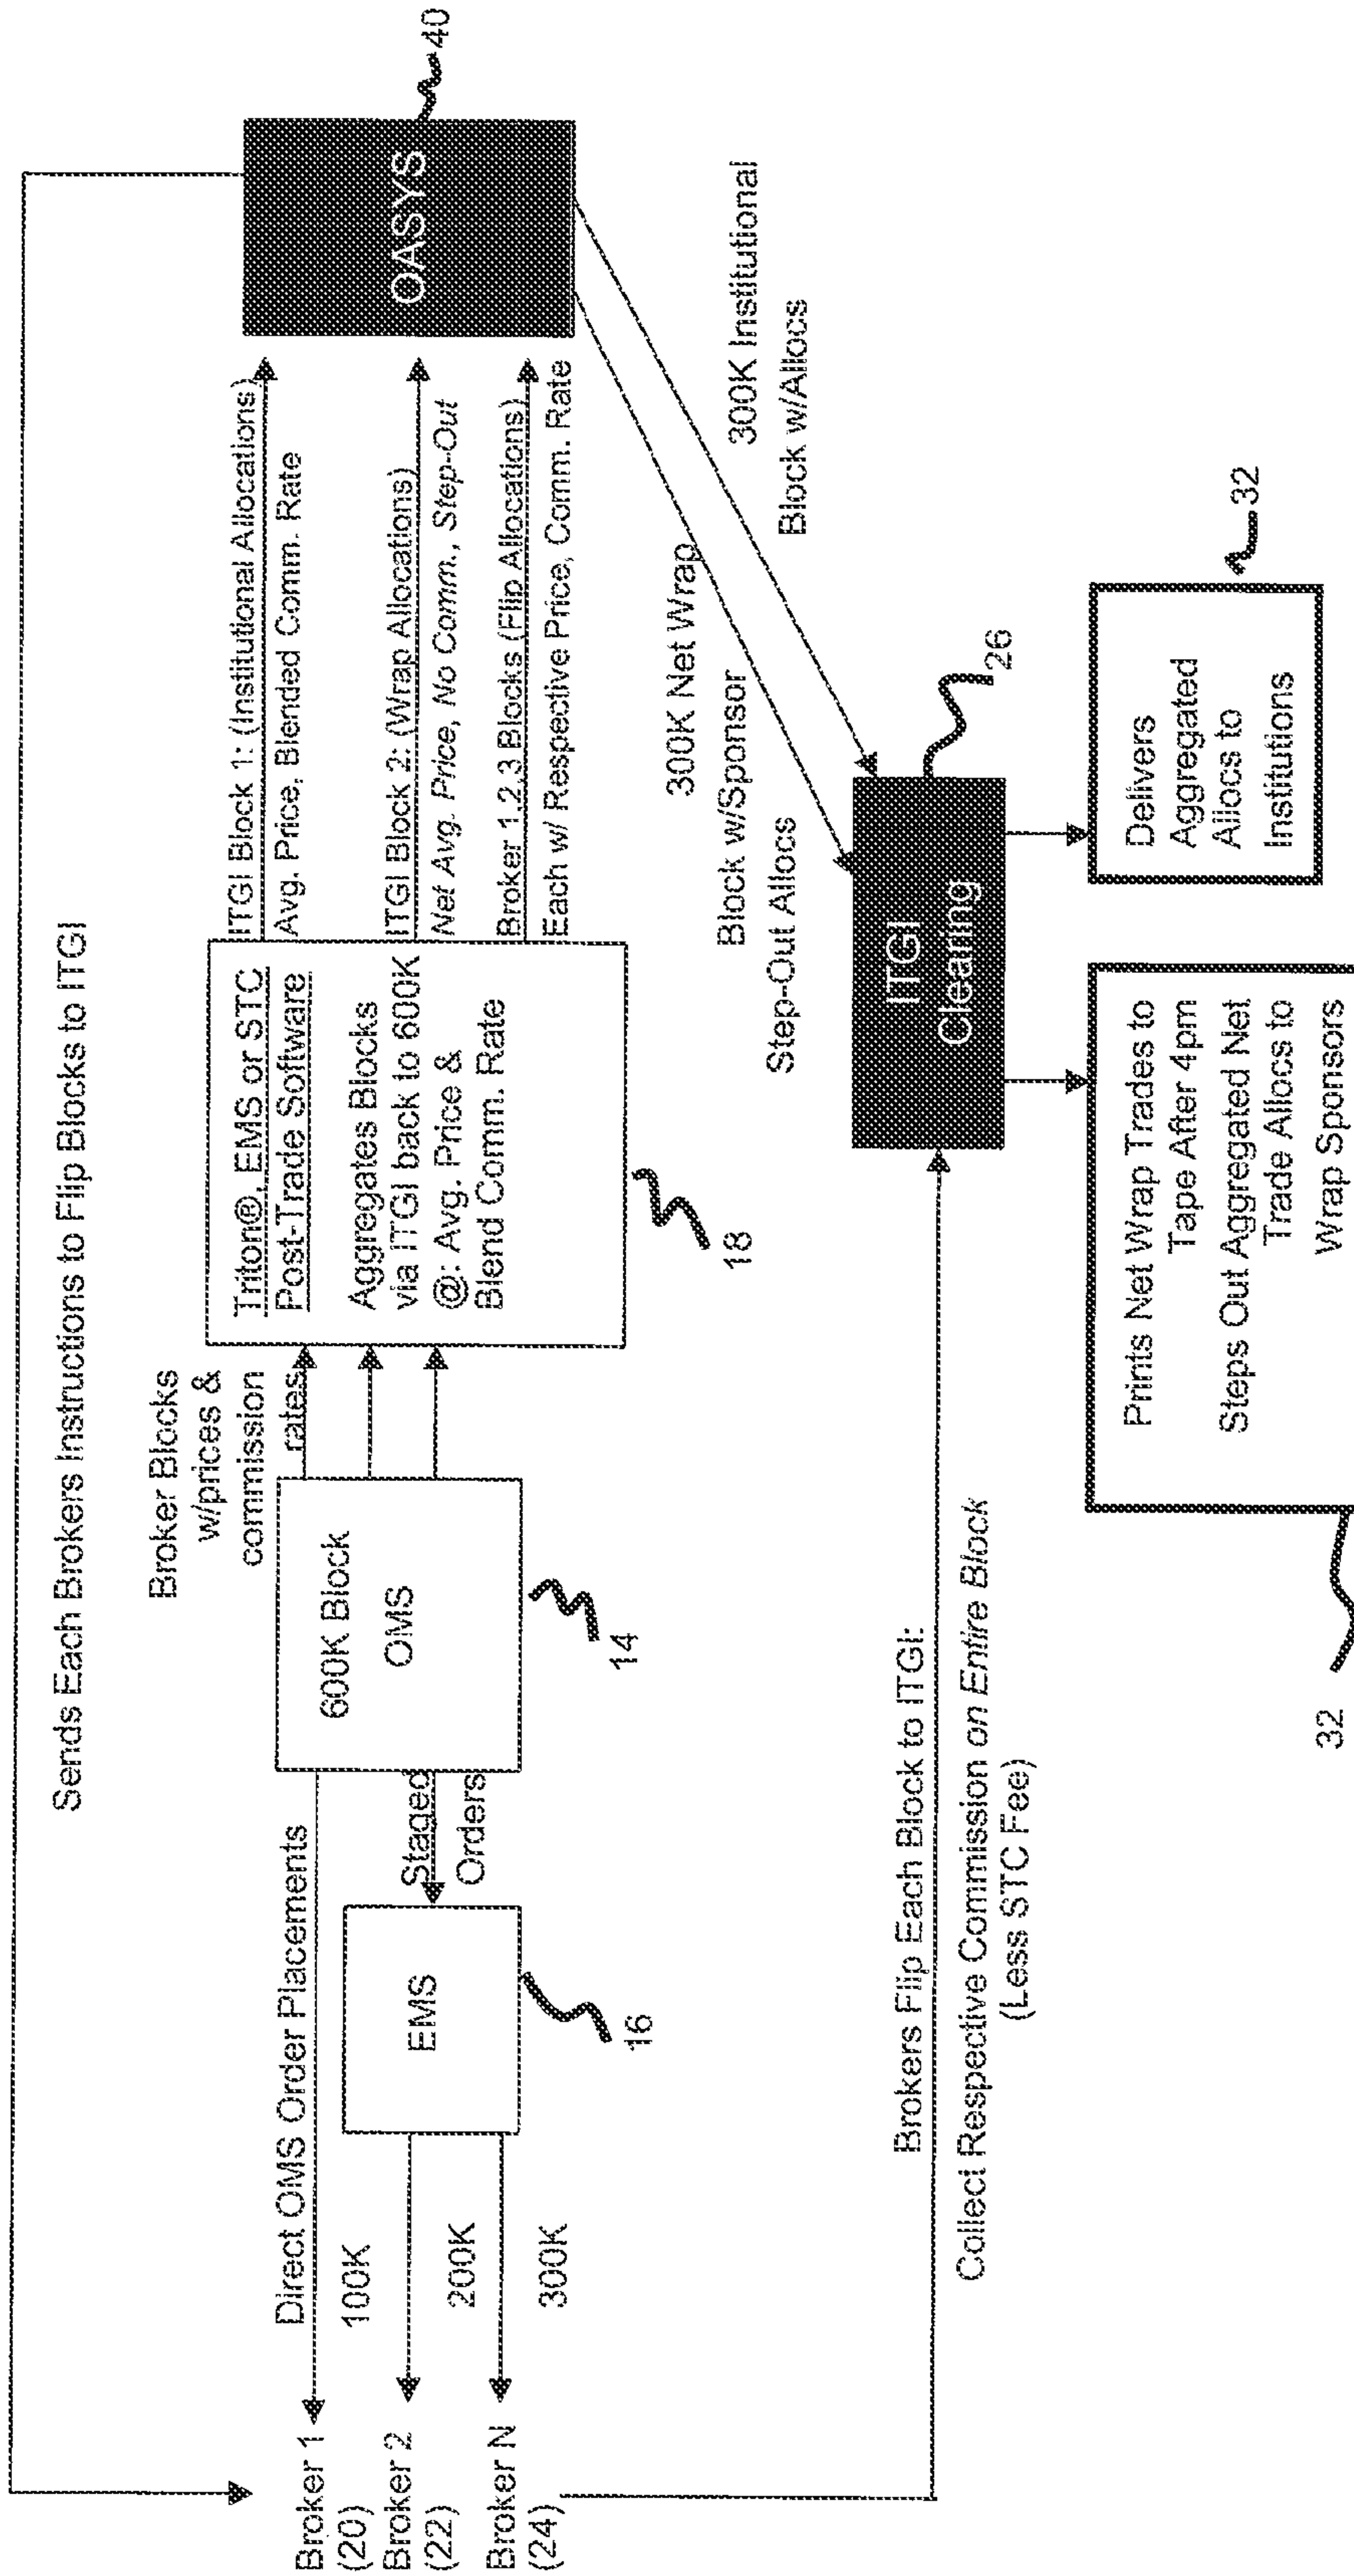 Sends Each Brokers Instructions to Flip Blocks to ITGI
Broker 1
(20)
Broker 2
(22)
Broker N
(24)
Direct OMS Order Placements
100K
200K
300K
EMS
16
Staged
Orders
600K Block
OMS
14
Broker Blocks
w/prices &
commission
rates
Triton®, EMS or STC
Post-Trade Software
Aggregates Blocks
via ITGI back to 600K
@: Avg. Price &
Blend Comm. Rate
18
ITGI Block 1: (Institutional Allocations)
Avg. Price, Blended Comm. Rate
ITGI Block 2: (Wrap Allocations)
Net Avg. Price, No Comm., Step-Out
Broker 1,2,3 Blocks (Flip Allocations)
Each w/ Respective Price, Comm. Rate
OASYS
40
300K Net Wrap
Block w/Sponsor
Step-Out Allocs
300K Institutional
Block w/Allocs
Brokers Flip Each Block to ITGI:
Collect Respective Commission on Entire Block
(Less STC Fee)
ITGI
Clearing
26
Prints Net Wrap Trades to
Tape After 4pm
Steps Out Aggregated Net
Trade Allocs to
Wrap Sponsors
32
Delivers
Aggregated
Allocs to
Institutions
32